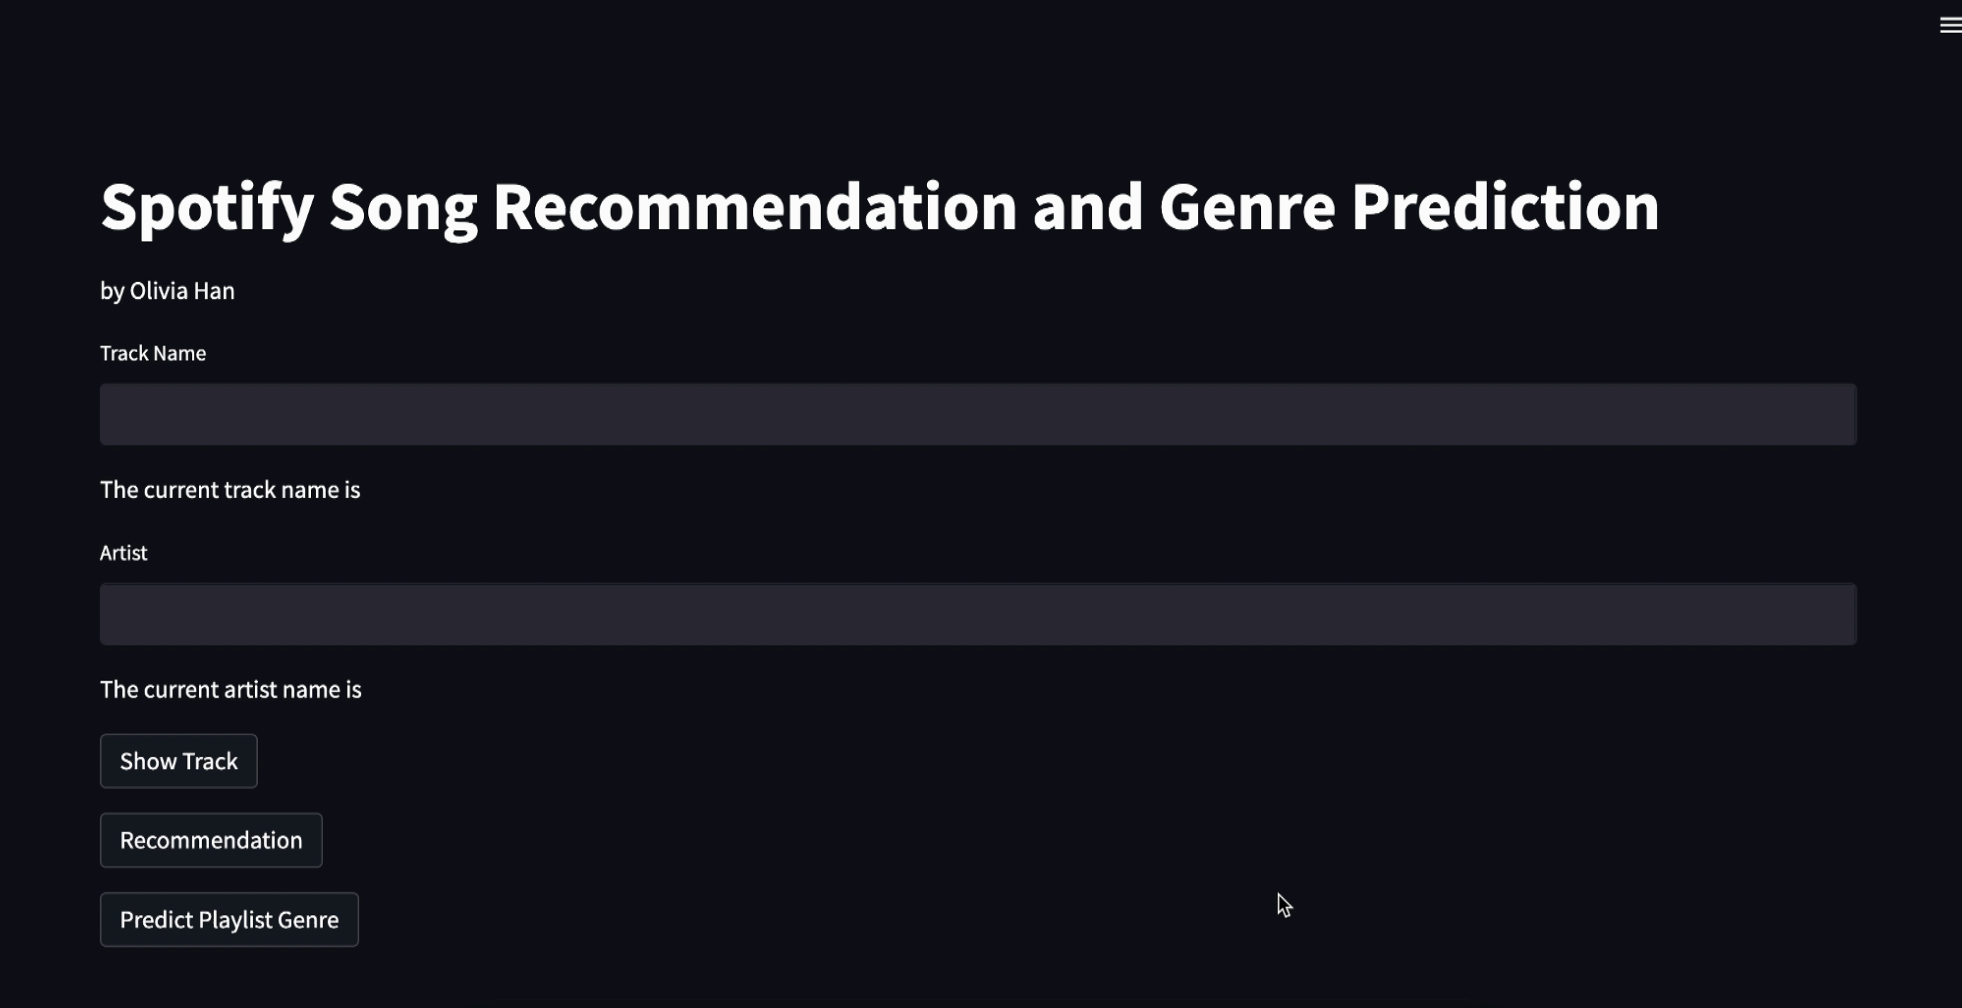 Spotify Song Recommendation and Genre Prediction
by Olivia Han
Track Name
The current track name is
Artist
The current artist name is
Show Track
Recommendation
Predict Playlist Genre